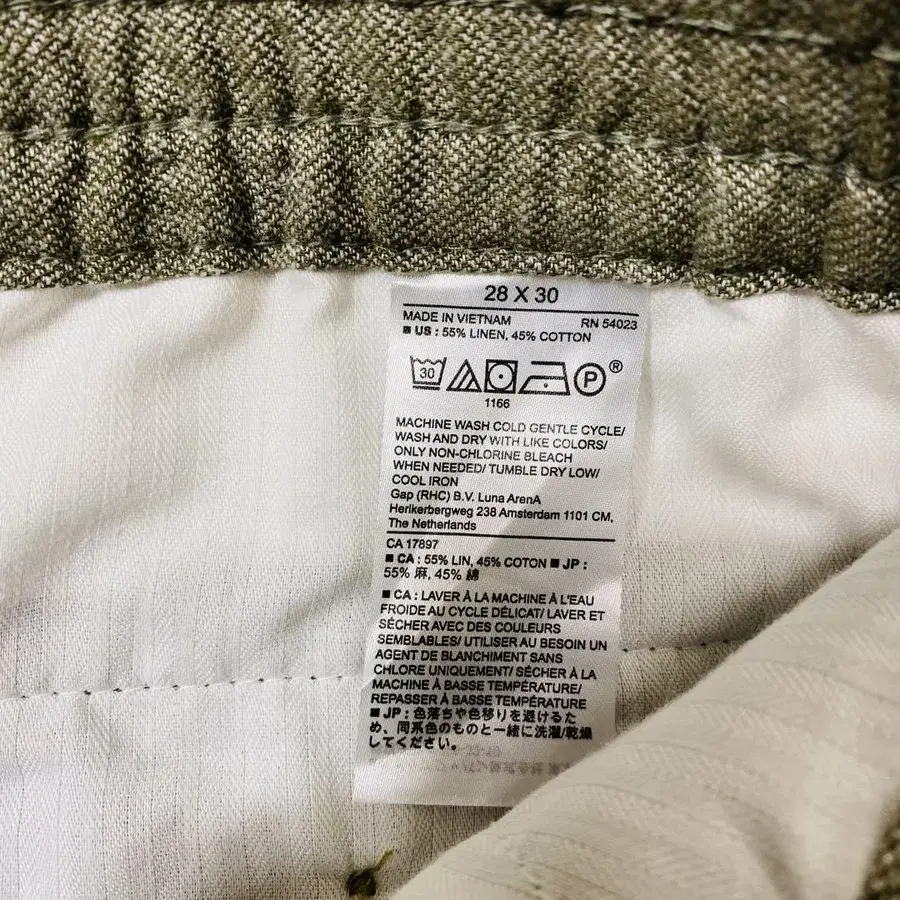 28 X 30
MADE IN VIETNAM RN 54023
■ US : 55% LINEN, 45% COTTON
30 P ®
1166
MACHINE WASH COLD GENTLE CYCLE/
WASH AND DRY WITH LIKE COLORS/
ONLY NON-CHLORINE BLEACH
WHEN NEEDED/ TUMBLE DRY LOW/
COOL IRON
Gap (RHC) B.V. Luna ArenA
Herikerbergweg 238 Amsterdam 1101 CM,
The Netherlands
CA 17897
■ CA : 55% LIN, 45% COTON ■ JP :
55% 麻, 45% 綿
■ CA : LAVER À LA MACHINE À L'EAU
FROIDE AU CYCLE DÉLICAT/ LAVER ET
SÉCHER AVEC DES COULEURS
SEMBLABLES/ UTILISER AU BESOIN UN
AGENT DE BLANCHIMENT SANS
CHLORE UNIQUEMENT/ SÉCHER À LA
MACHINE À BASSE TEMPÉRATURE/
REPASSER À BASSE TEMPÉRATURE
■ JP : 色落ちや色移りを避けるた
め、同系色のものと一緒に洗濯/乾燥
してください。